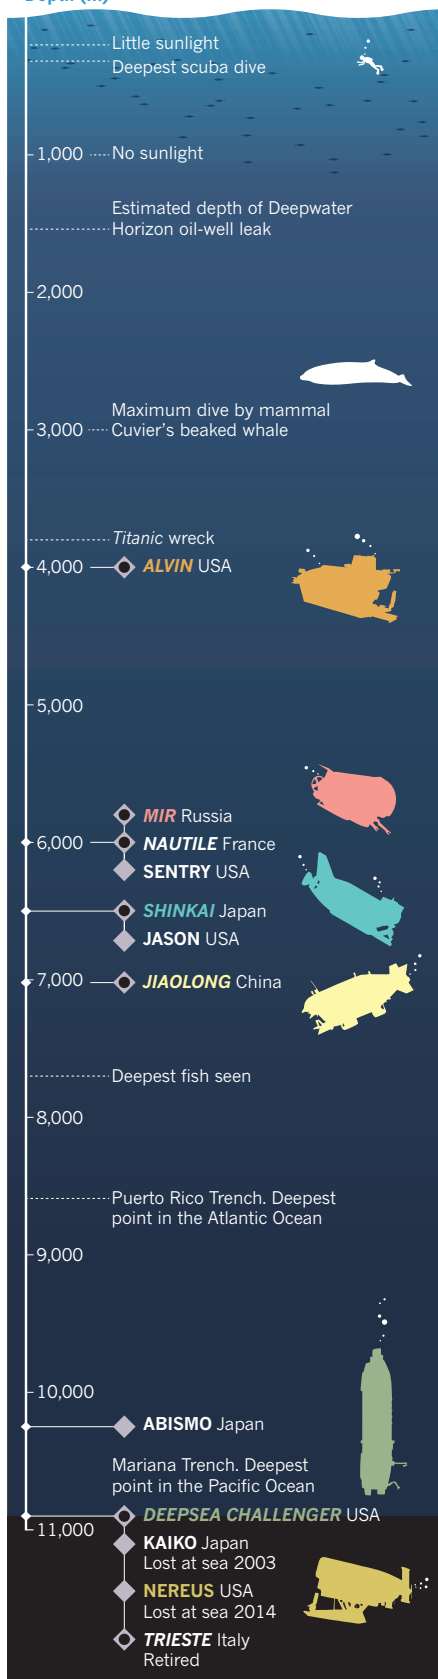 Depth (m)
Little sunlight
Deepest scuba dive
1,000
No sunlight
Estimated depth of Deepwater
Horizon oil-well leak
2,000
Maximum dive by mammal
3,000
Cuvier's beaked whale
Titanic wreck
4,000
ALVIN USA
5,000
MIR Russia
6,000
NAUTILE France
SENTRY USA
SHINKAI Japan
JASON USA
7,000
JIAOLONG China
Deepest fish seen
8,000
Puerto Rico Trench. Deepest
point in the Atlantic Ocean
9,000
10,000
ABISMO Japan
Mariana Trench. Deepest
point in the Pacific Ocean
DEEPSEA CHALLENGER USA
11,000
KAIKO Japan
Lost at sea 2003
NEREUS USA
Lost at sea 2014
TRIESTE Italy
Retired